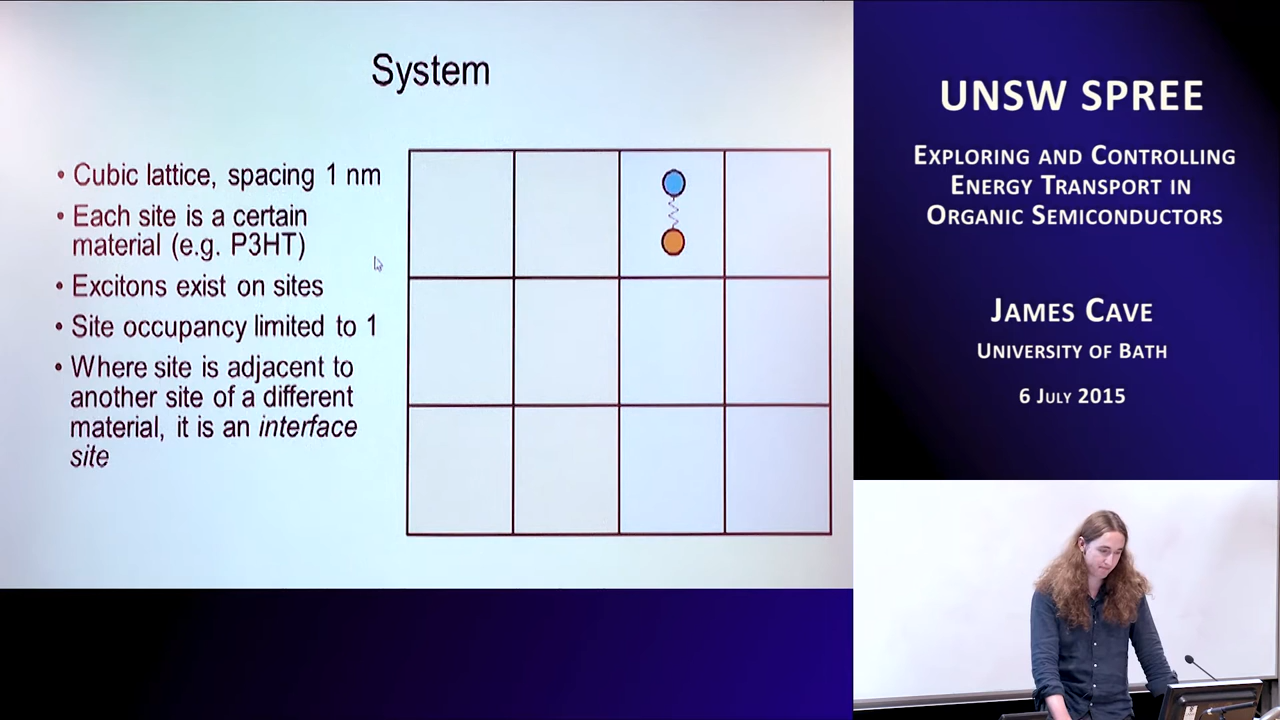 System
• Cubic lattice, spacing 1 nm
• Each site is a certain
material (e.g. P3HT)
• Excitons exist on sites
• Site occupancy limited to 1
• Where site is adjacent to
another site of a different
material, it is an interface
site
UNSW SPREE
EXPLORING AND CONTROLLING
ENERGY TRANSPORT IN
ORGANIC SEMICONDUCTORS
JAMES CAVE
UNIVERSITY OF BATH
6 JULY 2015